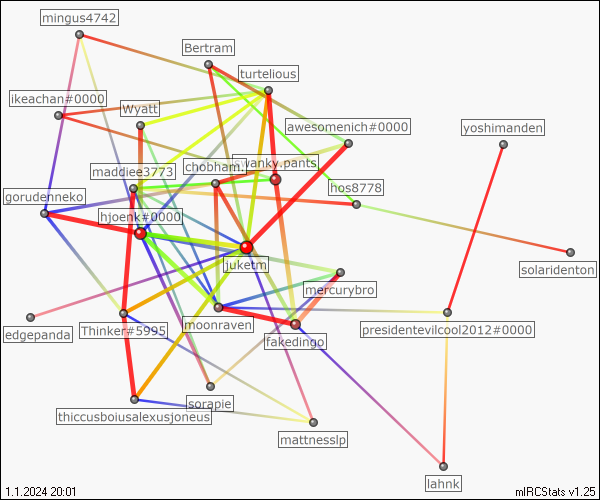 mingus4742
Bertram
turtelious
ikeachan#0000
Wyatt
awesomenich#0000
yoshimanden
maddiee3773
chobham.
wanky.pants
hos8778
gorudenneko
hjoenk#0000
juketm
solaridenton
mercurybro
edgepanda
Thinker#5995
moonraven
fakedingo
presidentevilcool2012#0000
sorapie
thiccusboiusalexusjoneus
mattnesslp
lahnk
1.1.2024 20:01
mIRCStats v1.25